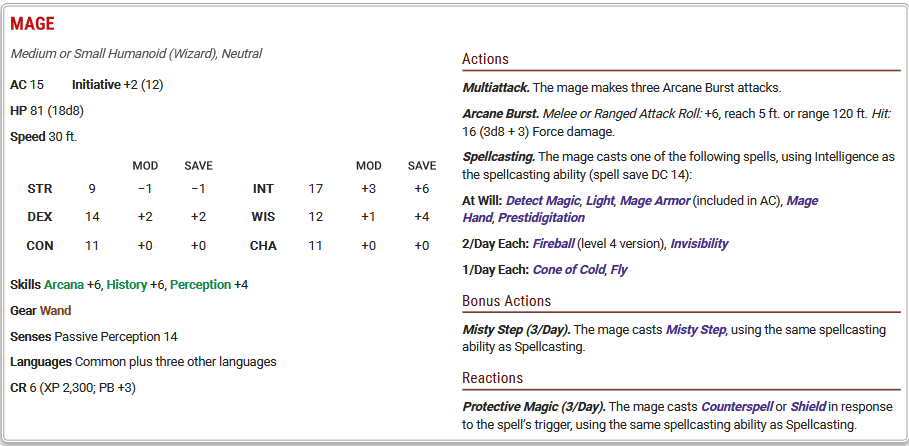 MAGE
Medium or Small Humanoid (Wizard), Neutral
AC 15 Initiative +2 (12)
HP 81 (18d8)
Speed 30 ft.
MOD SAVE MOD SAVE
STR 9 −1 −1 INT 17 +3 +6
DEX 14 +2 +2 WIS 12 +1 +4
CON 11 +0 +0 CHA 11 +0 +0
Skills Arcana +6, History +6, Perception +4
Gear Wand
Senses Passive Perception 14
Languages Common plus three other languages
CR 6 (XP 2,300; PB +3)
Actions
Multiattack. The mage makes three Arcane Burst attacks.
Arcane Burst. Melee or Ranged Attack Roll: +6, reach 5 ft. or range 120 ft. Hit:
16 (3d8 + 3) Force damage.
Spellcasting. The mage casts one of the following spells, using Intelligence as
the spellcasting ability (spell save DC 14):
At Will: Detect Magic, Light, Mage Armor (included in AC), Mage
Hand, Prestidigitation
2/Day Each: Fireball (level 4 version), Invisibility
1/Day Each: Cone of Cold, Fly
Bonus Actions
Misty Step (3/Day). The mage casts Misty Step, using the same spellcasting
ability as Spellcasting.
Reactions
Protective Magic (3/Day). The mage casts Counterspell or Shield in response
to the spell's trigger, using the same spellcasting ability as Spellcasting.